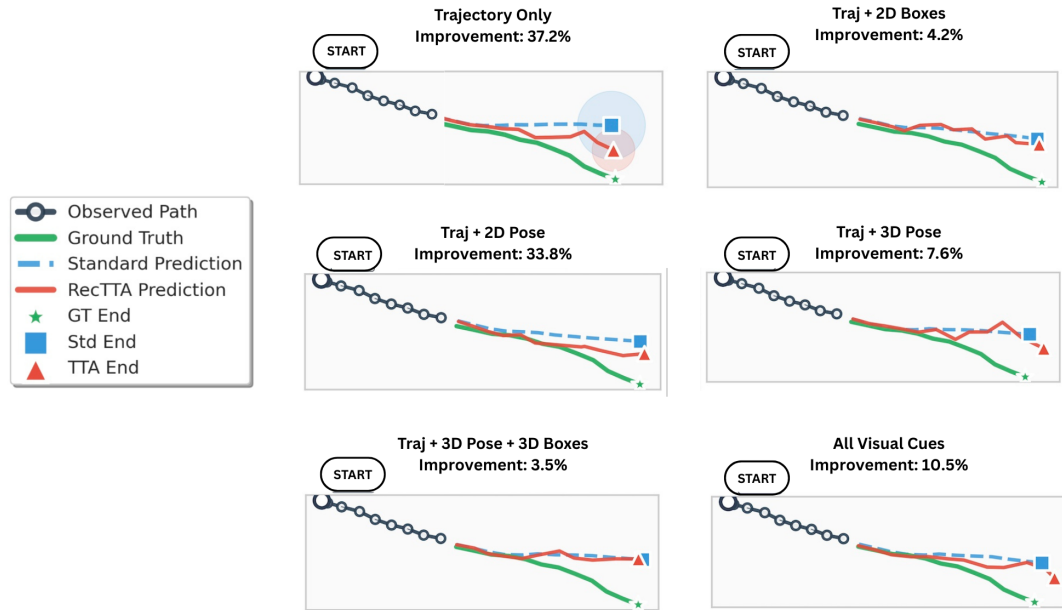 Trajectory Only
Improvement: 37.2%
START
Traj + 2D Boxes
Improvement: 4.2%
START
Observed Path
Ground Truth
Standard Prediction
RecTTA Prediction
GT End
Std End
TTA End
Traj + 2D Pose
Improvement: 33.8%
START
Traj + 3D Pose
Improvement: 7.6%
START
Traj + 3D Pose + 3D Boxes
Improvement: 3.5%
START
All Visual Cues
Improvement: 10.5%
START